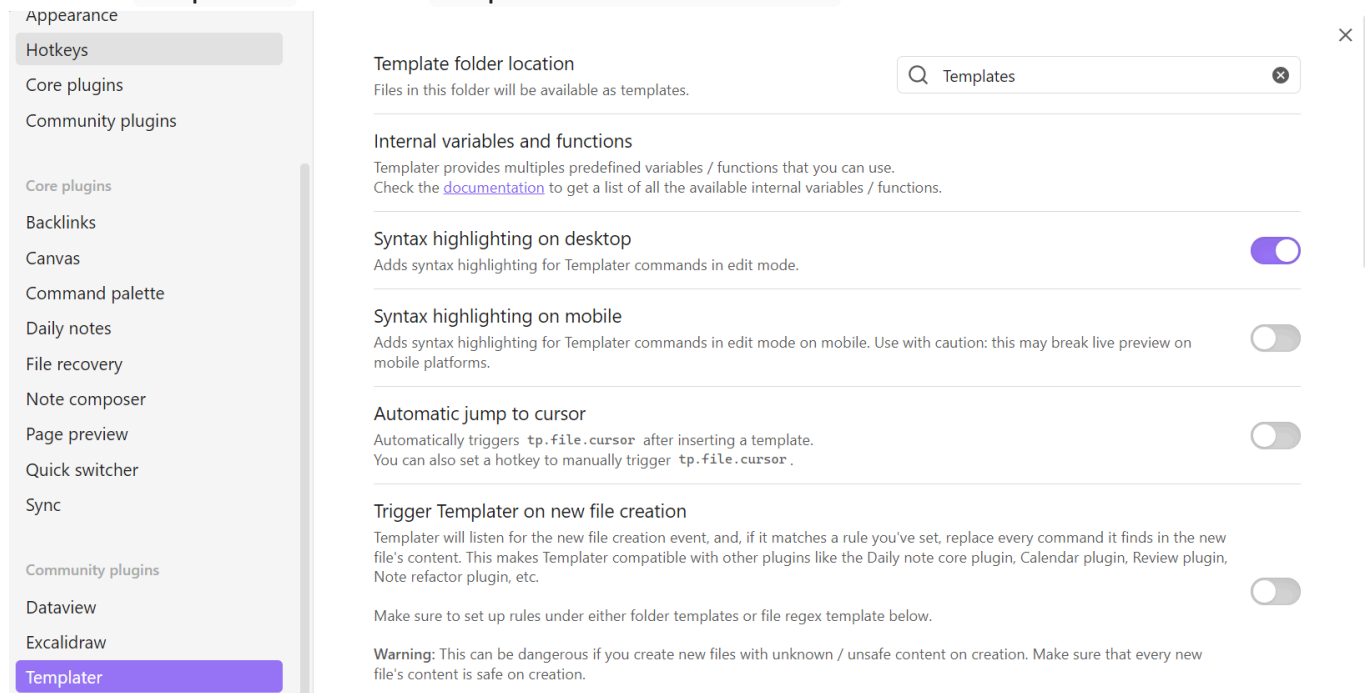 Appearance
Hotkeys
Core plugins
Community plugins
Core plugins
Backlinks
Canvas
Command palette
Daily notes
File recovery
Note composer
Page preview
Quick switcher
Sync
Community plugins
Dataview
Excalidraw
Templater
Template folder location
Files in this folder will be available as templates.
Templates
Internal variables and functions
Templater provides multiples predefined variables / functions that you can use.
Check the documentation to get a list of all the available internal variables / functions.
Syntax highlighting on desktop
Adds syntax highlighting for Templater commands in edit mode.
Syntax highlighting on mobile
Adds syntax highlighting for Templater commands in edit mode on mobile. Use with caution: this may break live preview on
mobile platforms.
Automatic jump to cursor
Automatically triggers tp.file.cursor after inserting a template.
You can also set a hotkey to manually trigger tp.file.cursor.
Trigger Templater on new file creation
Templater will listen for the new file creation event, and, if it matches a rule you've set, replace every command it finds in the new
file's content. This makes Templater compatible with other plugins like the Daily note core plugin, Calendar plugin, Review plugin,
Note refactor plugin, etc.
Make sure to set up rules under either folder templates or file regex template below.
Warning: This can be dangerous if you create new files with unknown / unsafe content on creation. Make sure that every new
file's content is safe on creation.